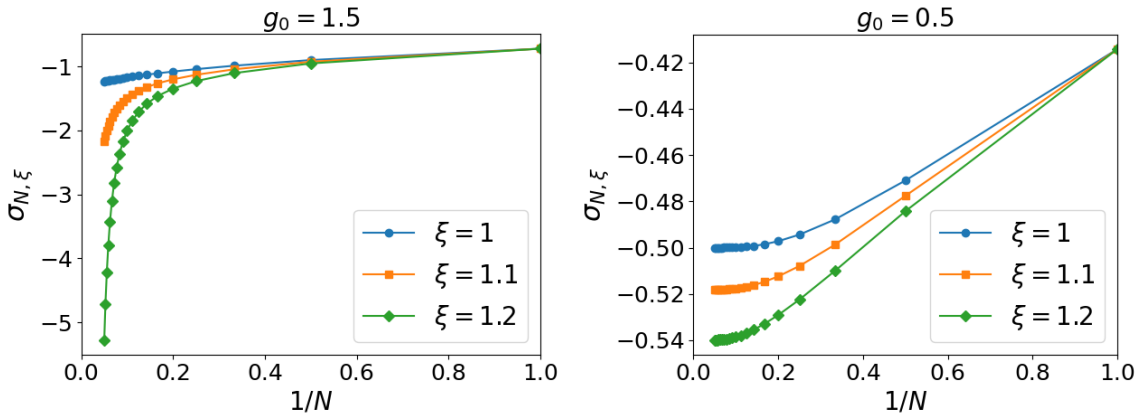 g₀ = 1.5
−1
−2
−3
−4
−5
σ_{N, ξ}
ξ = 1
ξ = 1.1
ξ = 1.2
0.0 0.2 0.4 0.6 0.8 1.0
1/N
g₀ = 0.5
−0.42
−0.44
−0.46
−0.48
−0.50
−0.52
−0.54
σ_{N, ξ}
ξ = 1
ξ = 1.1
ξ = 1.2
0.0 0.2 0.4 0.6 0.8 1.0
1/N